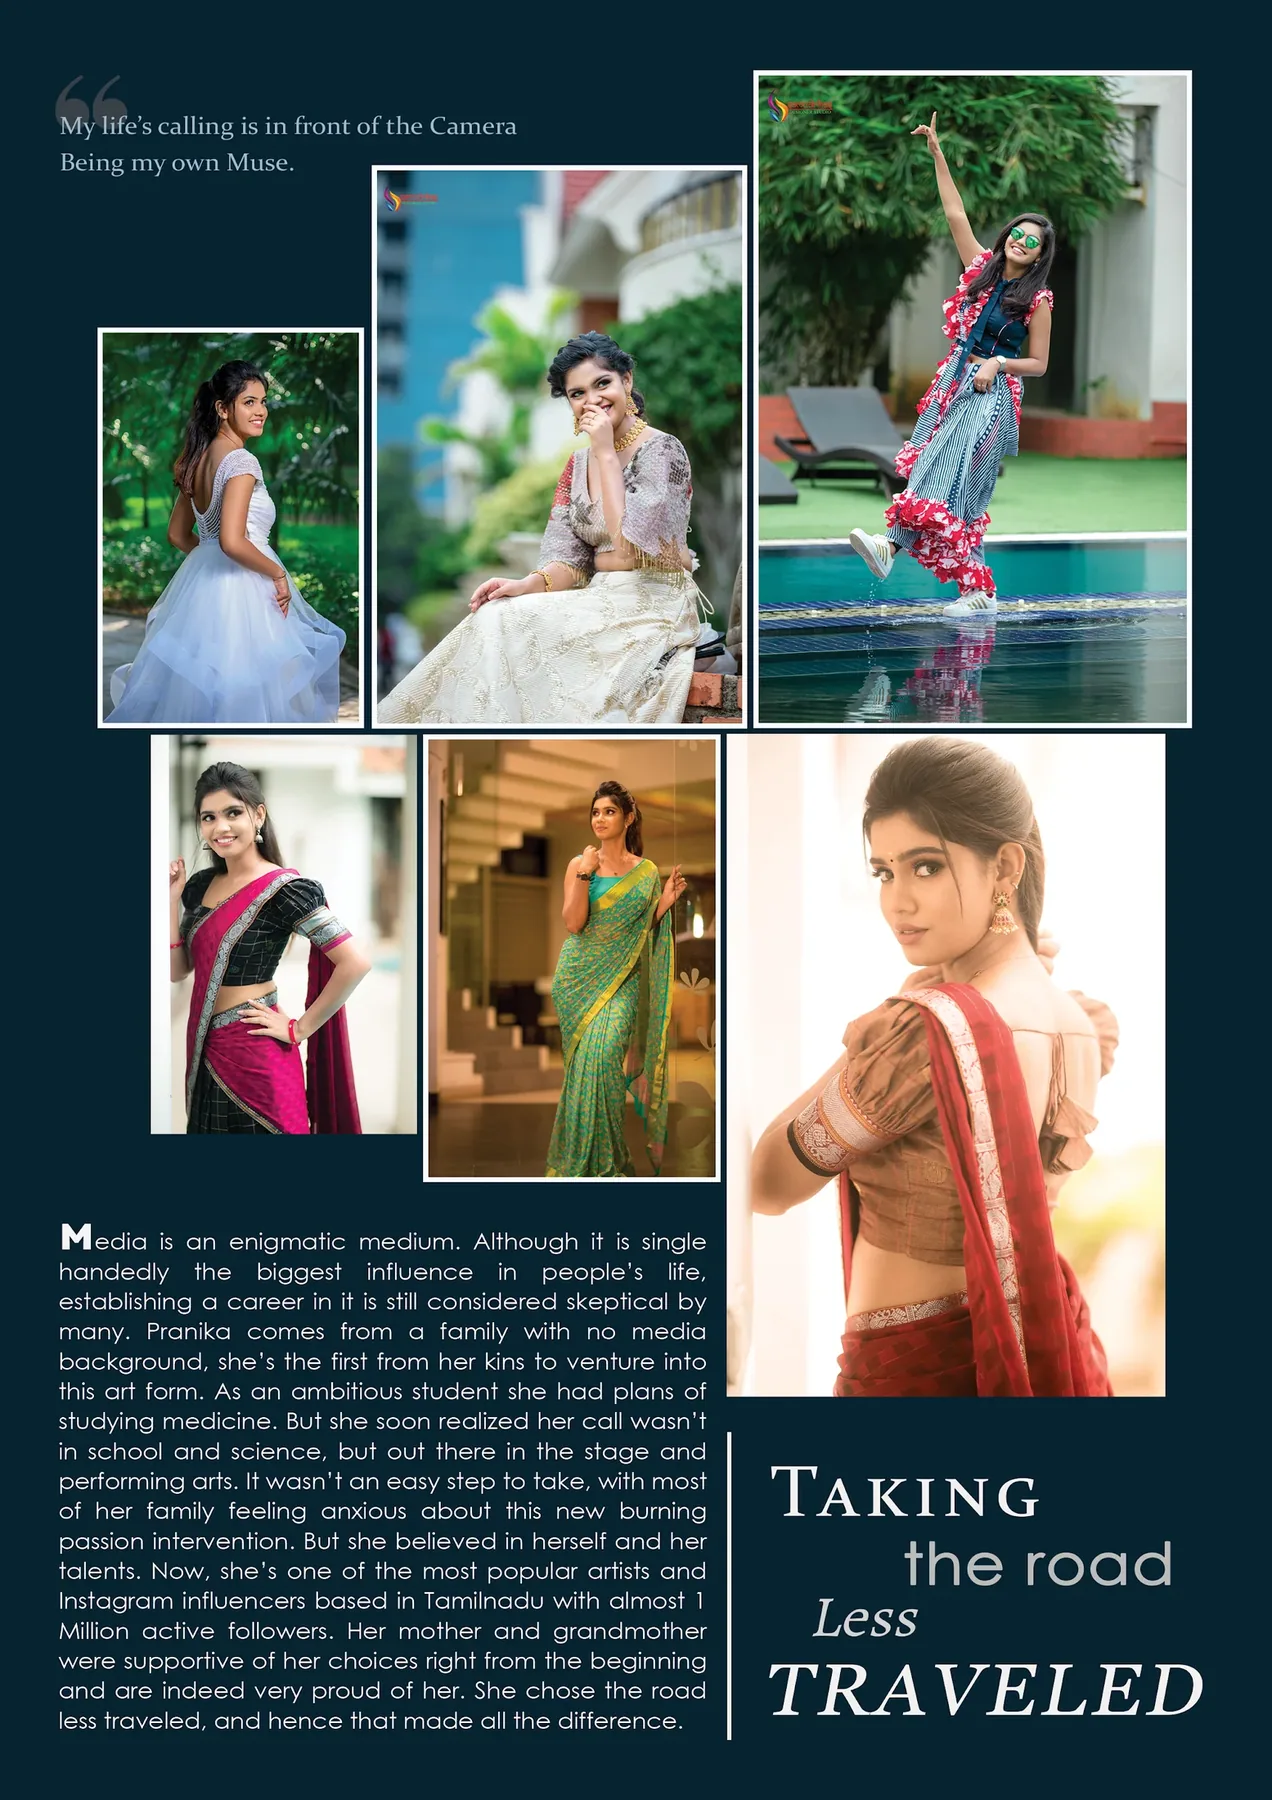 My life’s calling is in front of the Camera
Being my own Muse.
Media is an enigmatic medium. Although it is single
handedly the biggest influence in people’s life,
establishing a career in it is still considered skeptical by
many. Pranika comes from a family with no media
background, she’s the first from her kins to venture into
this art form. As an ambitious student she had plans of
studying medicine. But she soon realized her call wasn’t
in school and science, but out there in the stage and
performing arts. It wasn’t an easy step to take, with most
of her family feeling anxious about this new burning
passion intervention. But she believed in herself and her
talents. Now, she’s one of the most popular artists and
Instagram influencers based in Tamilnadu with almost 1
Million active followers. Her mother and grandmother
were supportive of her choices right from the beginning
and are indeed very proud of her. She chose the road
less traveled, and hence that made all the difference.
TAKING
the road
Less
TRAVELED